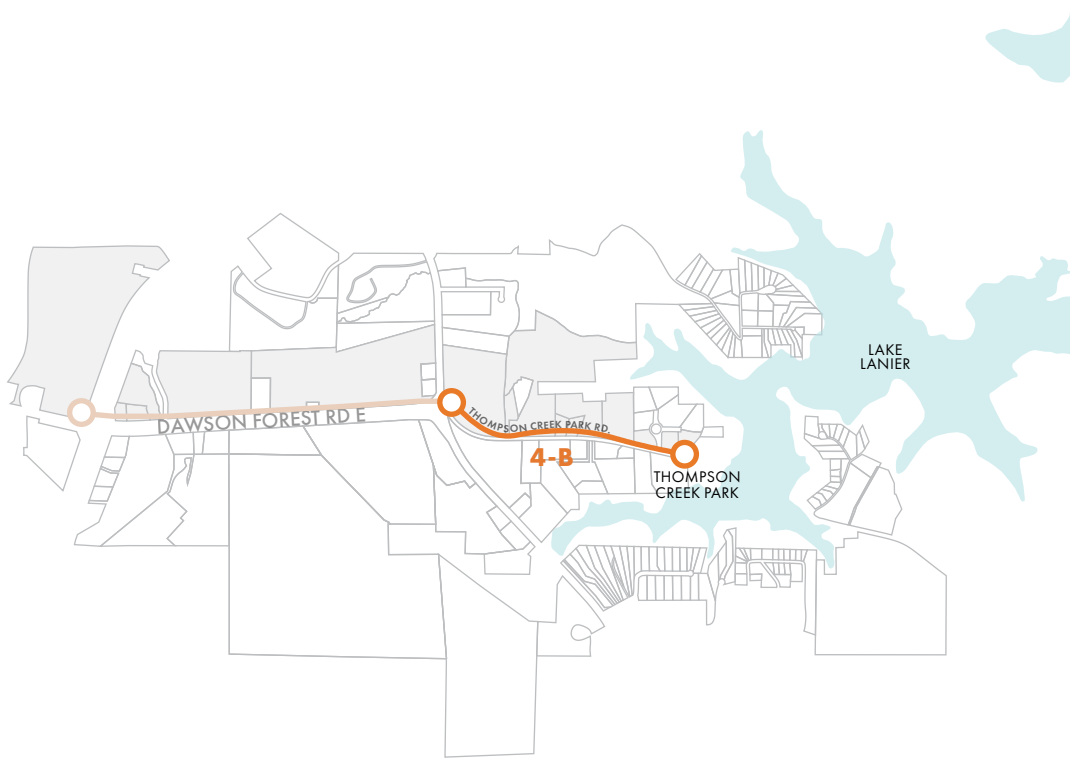 LAKE
LANIER
DAWSON FOREST RD E
THOMPSON CREEK PARK RD.
4-B
THOMPSON
CREEK PARK